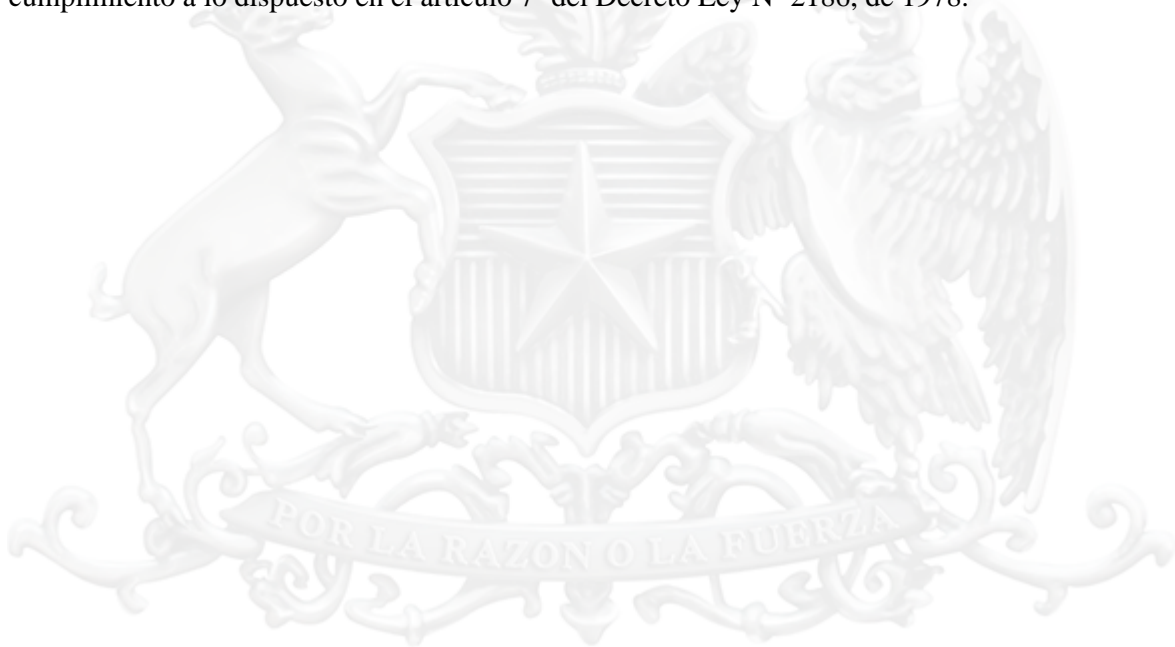 cumplimiento a lo dispuesto en el artículo 7° del Decreto Ley N° 2186, de 1978.
POR LA RAZON O LA FUERZA